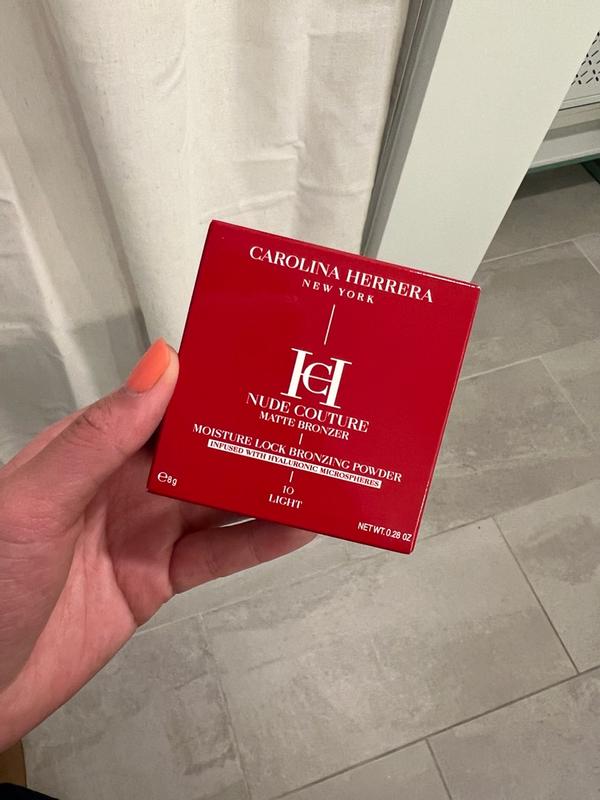 CAROLINA HERRERA
NEW YORK
CH
NUDE COUTURE
MATTE BRONZER
MOISTURE LOCK BRONZING POWDER
INFUSED WITH HYALURONIC MICROSPHERES
10
LIGHT
℮8g
NET WT. 0.28 OZ